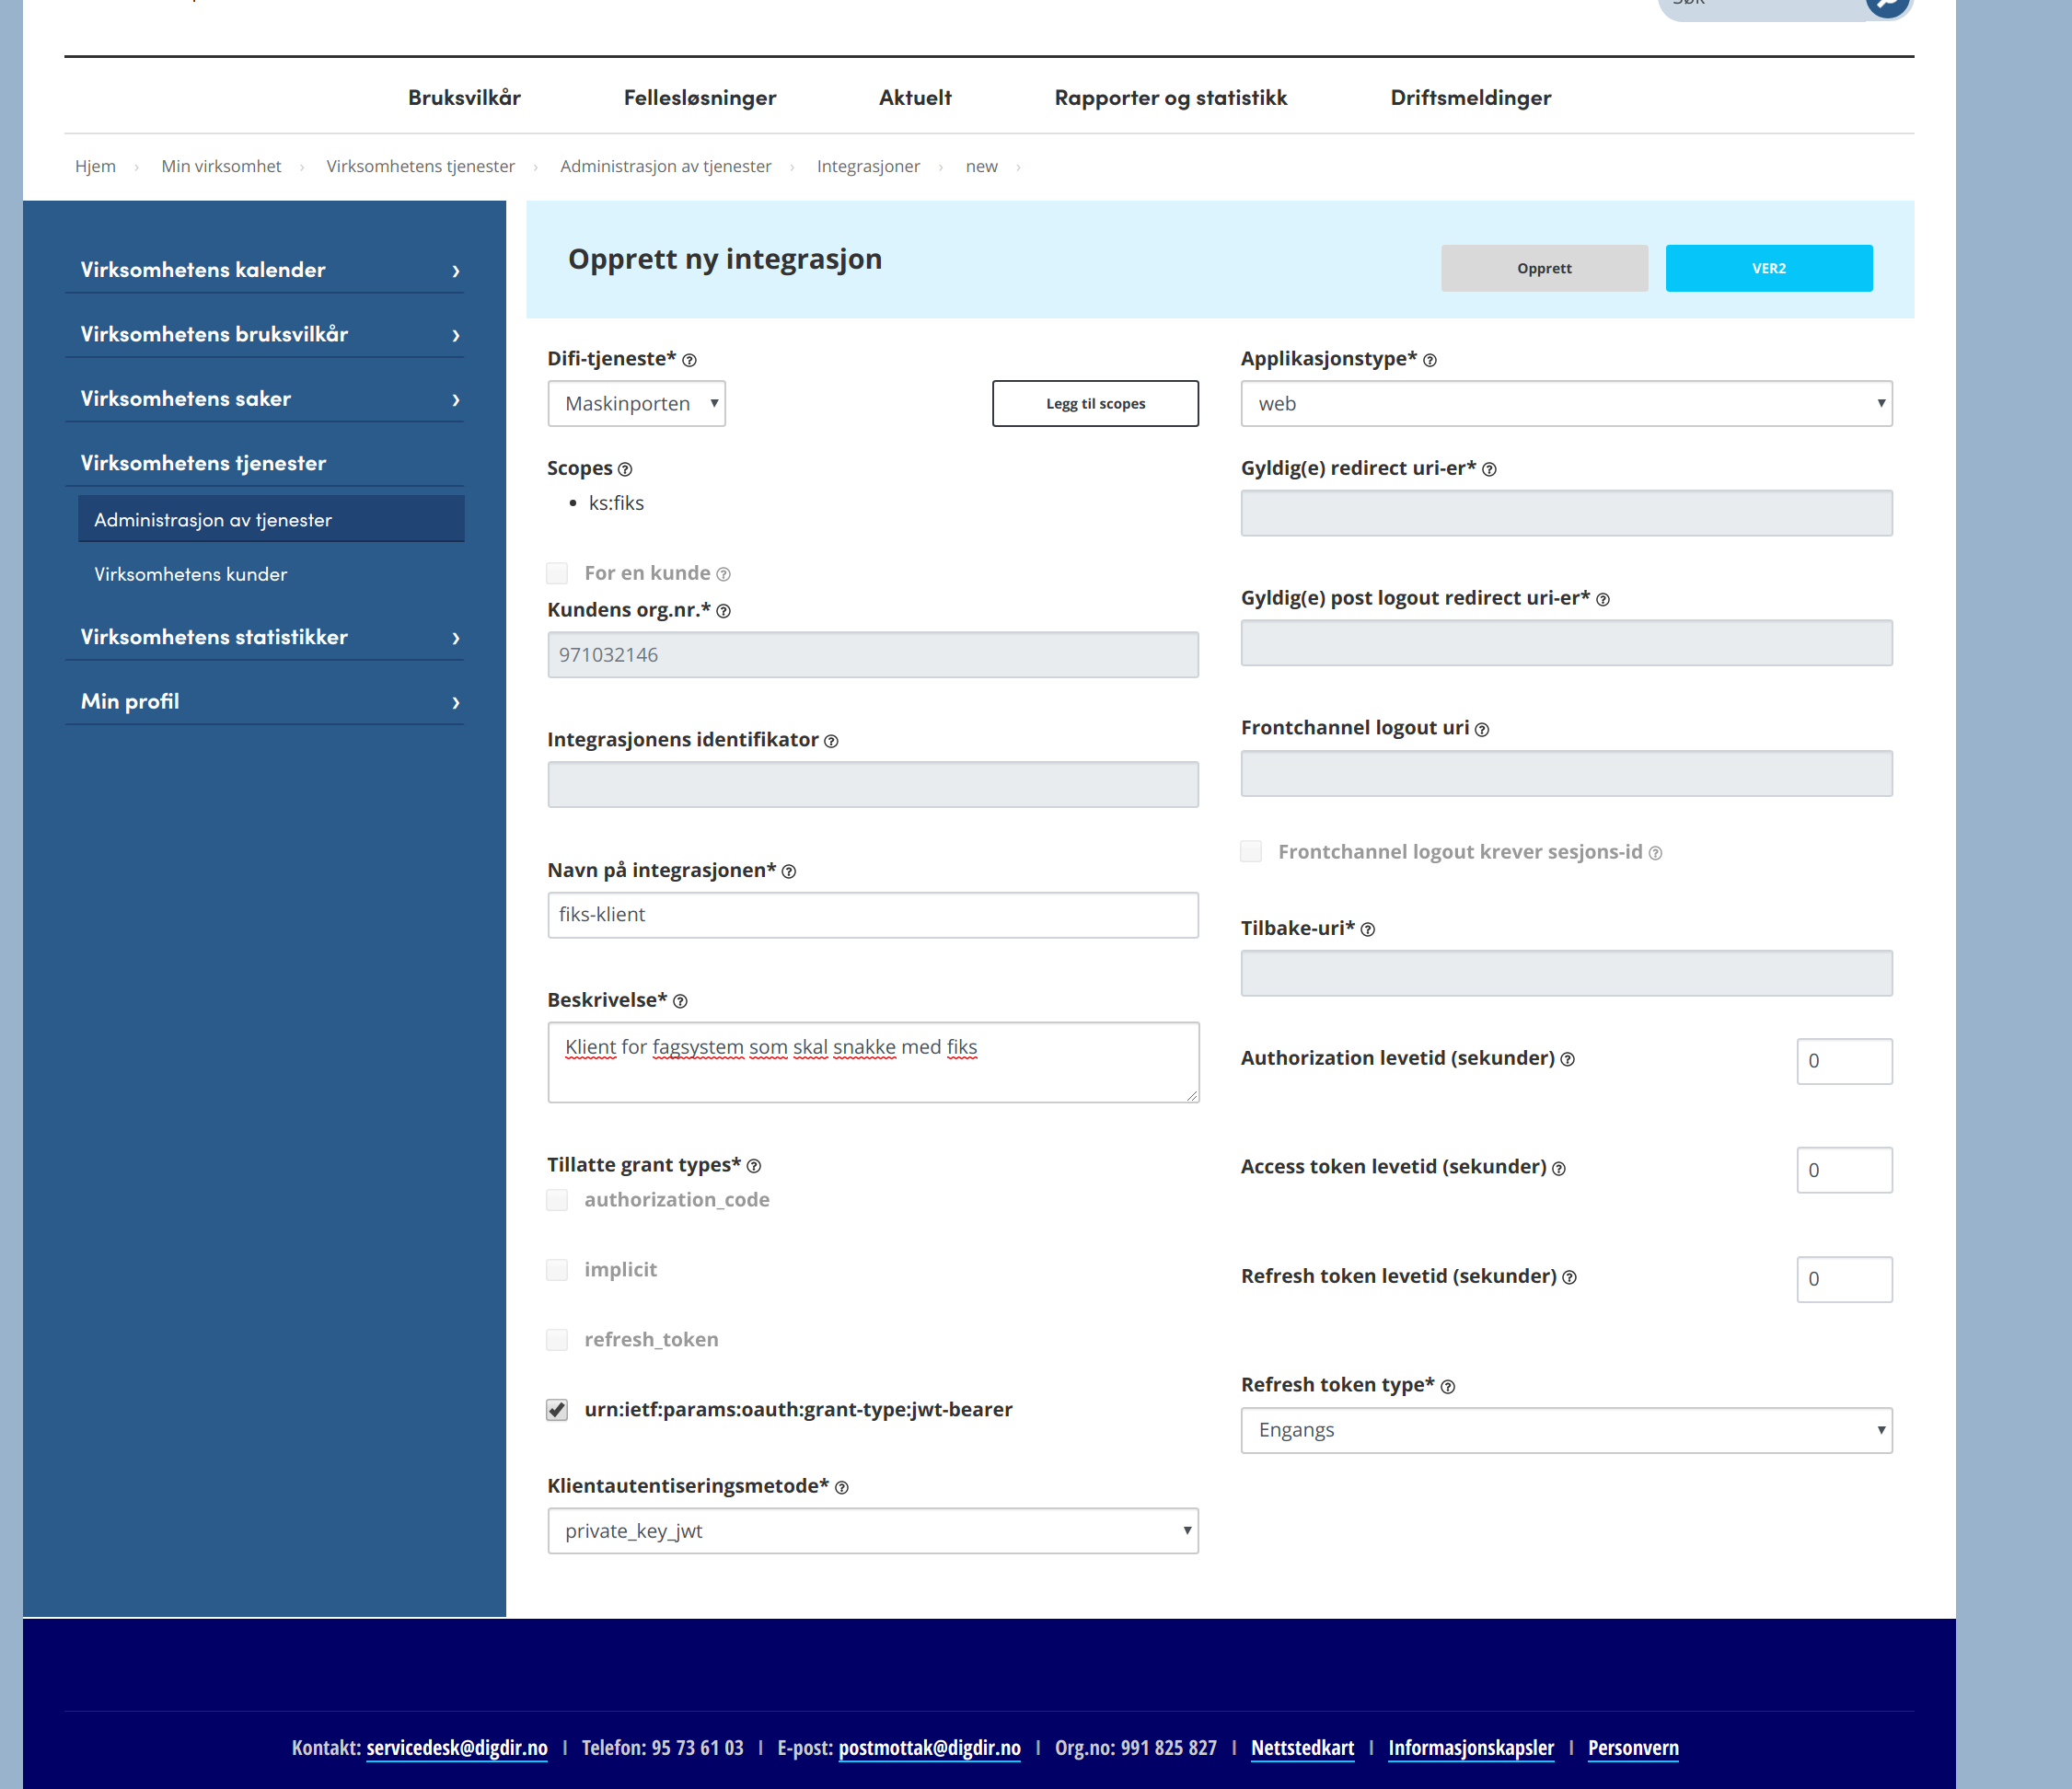 Bruksvilkår Fellesløsninger Aktuelt Rapporter og statistikk Driftsmeldinger
Hjem › Min virksomhet › Virksomhetens tjenester › Administrasjon av tjenester › Integrasjoner › new ›
Virksomhetens kalender ›
Virksomhetens bruksvilkår ›
Virksomhetens saker ›
Virksomhetens tjenester
Administrasjon av tjenester
Virksomhetens kunder
Virksomhetens statistikker ›
Min profil ›
Opprett ny integrasjon
Opprett
VER2
Difi-tjeneste*
Maskinporten
Legg til scopes
Scopes
• ks:fiks
For en kunde
Kundens org.nr.*
971032146
Integrasjonens identifikator
Navn på integrasjonen*
fiks-klient
Beskrivelse*
Klient for fagsystem som skal snakke med fiks
Tillatte grant types*
authorization_code
implicit
refresh_token
urn:ietf:params:oauth:grant-type:jwt-bearer
Klientautentiseringsmetode*
private_key_jwt
Applikasjonstype*
web
Gyldig(e) redirect uri-er*
Gyldig(e) post logout redirect uri-er*
Frontchannel logout uri
Frontchannel logout krever sesjons-id
Tilbake-uri*
Authorization levetid (sekunder)
0
Access token levetid (sekunder)
0
Refresh token levetid (sekunder)
0
Refresh token type*
Engangs
Kontakt: servicedesk@digdir.no | Telefon: 95 73 61 03 | E-post: postmottak@digdir.no | Org.no: 991 825 827 | Nettstedkart | Informasjonskapsler | Personvern